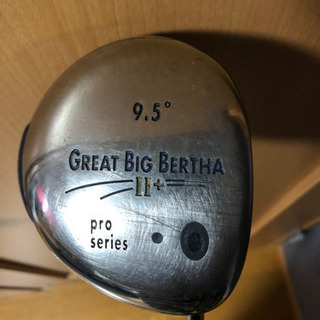 9.5°
GREAT BIG BERTHA
II+
pro
series